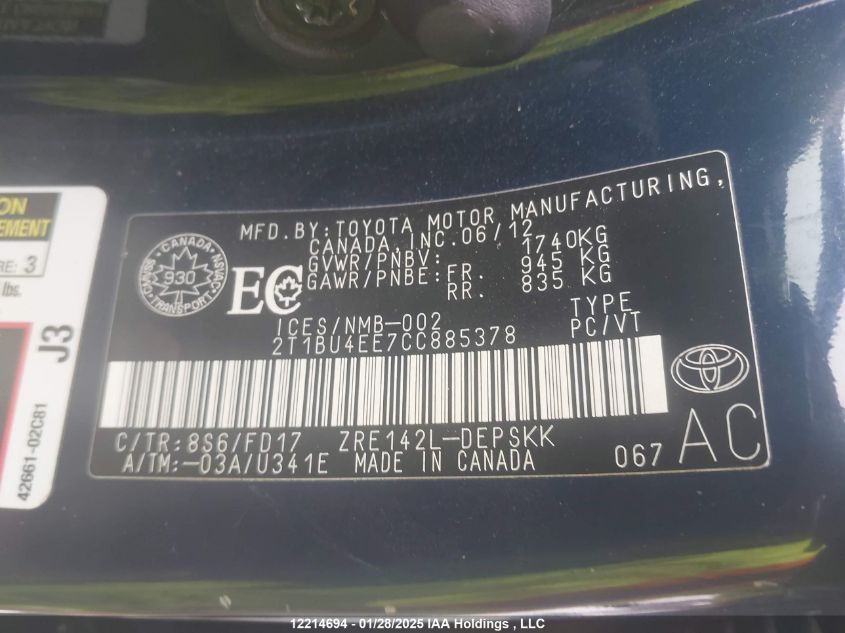 ON
EMENT
RE: 3
lbs.
J3
42661-02C81
MFD.BY:TOYOTA MOTOR MANUFACTURING,
CANADA,INC.06/12
GVWR/PNBV: 1740KG
GAWR/PNBE: FR. 945 KG
RR. 835 KG
CANADA
930
TRANSPORT
EC
ICES/NMB-002
TYPE
2T1BU4EE7CC885378
PC/VT
C/TR:8S6/FD17 ZRE142L-DEPSKK
A/TM:-03A/U341E MADE IN CANADA
067 AC
12214694 - 01/28/2025 IAA Holdings , LLC